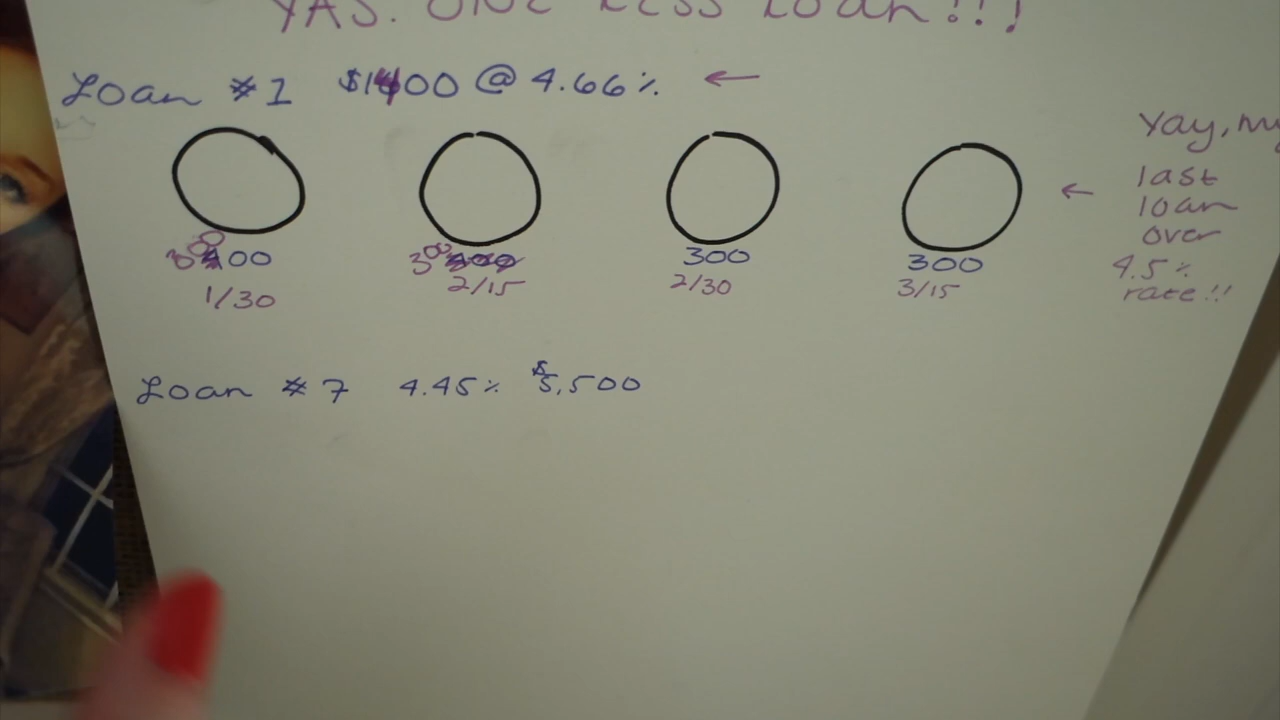 YAS. ONE LESS LOAN!!!
Loan #1 $1400 @ 4.66% ←
300 300 300
1/30 2/15 2/30 3/15
Yay, my
last
loan
over
4.5%
rate!!
Loan #7 4.45% $5,500